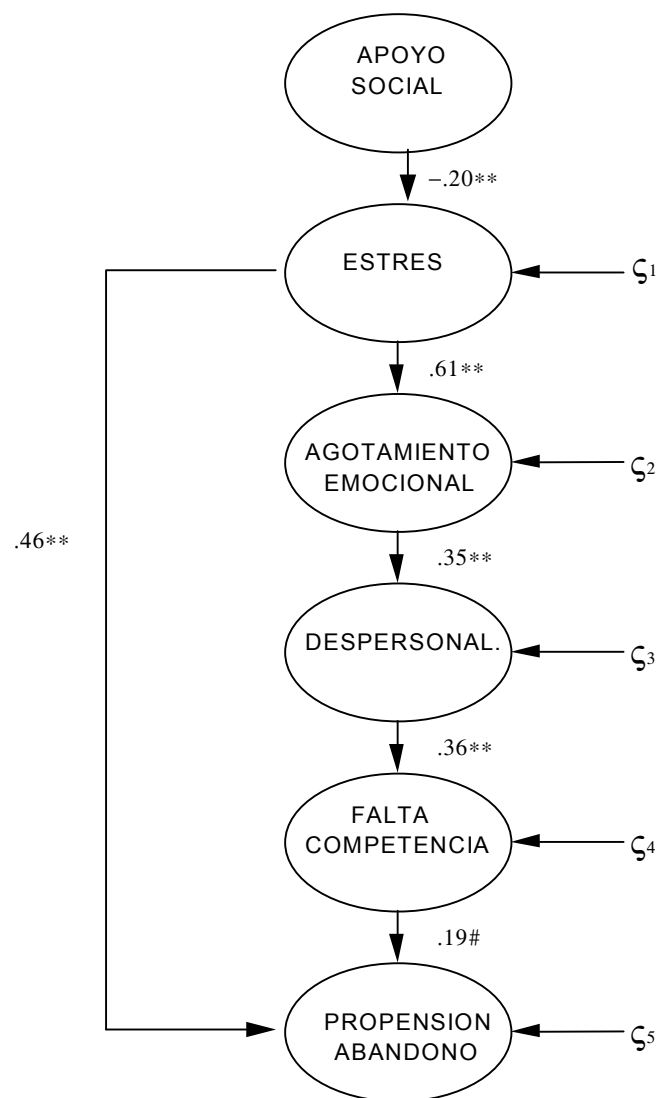 APOYO
SOCIAL
−.20**
ESTRES
ς1
.61**
AGOTAMIENTO
EMOCIONAL
ς2
.46**
.35**
DESPERSONAL.
ς3
.36**
FALTA
COMPETENCIA
ς4
.19#
PROPENSION
ABANDONO
ς5